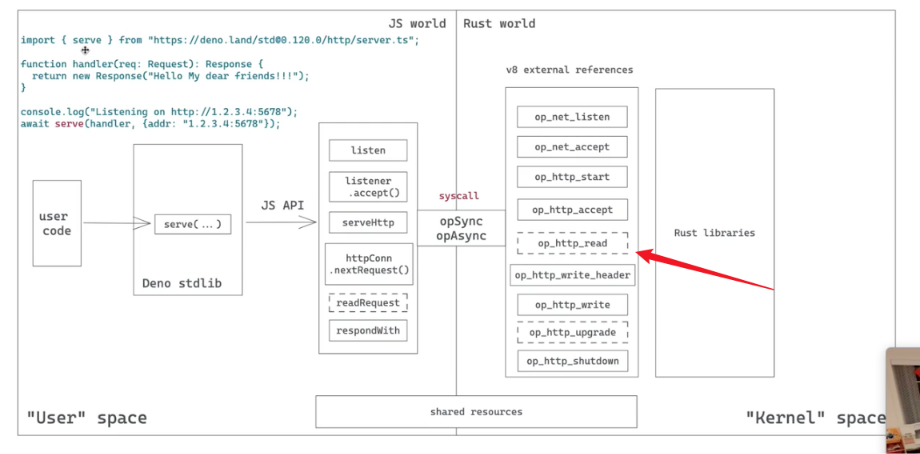 JS world
Rust world
import { serve } from "https://deno.land/std@0.120.0/http/server.ts";
function handler(req: Request): Response {
return new Response("Hello My dear friends!!!");
}
console.log("Listening on http://1.2.3.4:5678");
await serve(handler, {addr: "1.2.3.4:5678"});
user
code
serve(...)
Deno stdlib
JS API
listen
listener
.accept()
serveHttp
httpConn
.nextRequest()
readRequest
respondWith
syscall
opSync
opAsync
v8 external references
op_net_listen
op_net_accept
op_http_start
op_http_accept
op_http_read
op_http_write_header
op_http_write
op_http_upgrade
op_http_shutdown
Rust libraries
shared resources
"User" space
"Kernel" space